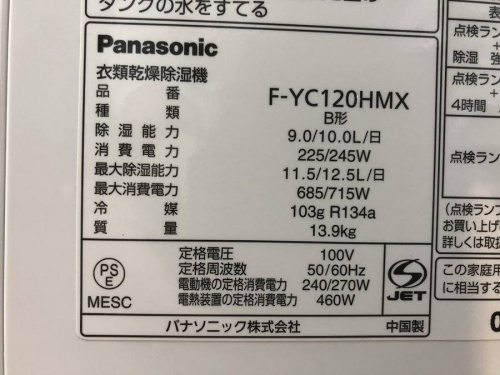 タンクの水をすてる
Panasonic
衣類乾燥除湿機
品番 F-YC120HMX
種類 B形
除湿能力 9.0/10.0L/日
消費電力 225/245W
最大除湿能力 11.5/12.5L/日
最大消費電力 685/715W
冷媒 103g R134a
質量 13.9kg
PSE
MESC
定格電圧 100V
定格周波数 50/60Hz
電動機の定格消費電力 240/270W
電熱装置の定格消費電力 460W
S
JET
パナソニック株式会社 中国製
表
点検ラン
+
除湿 強
点検ラン
+
4時間
点検ラン
(点検ランプ
お買い上げの
詳しくは取扱
この家庭用
に相当する